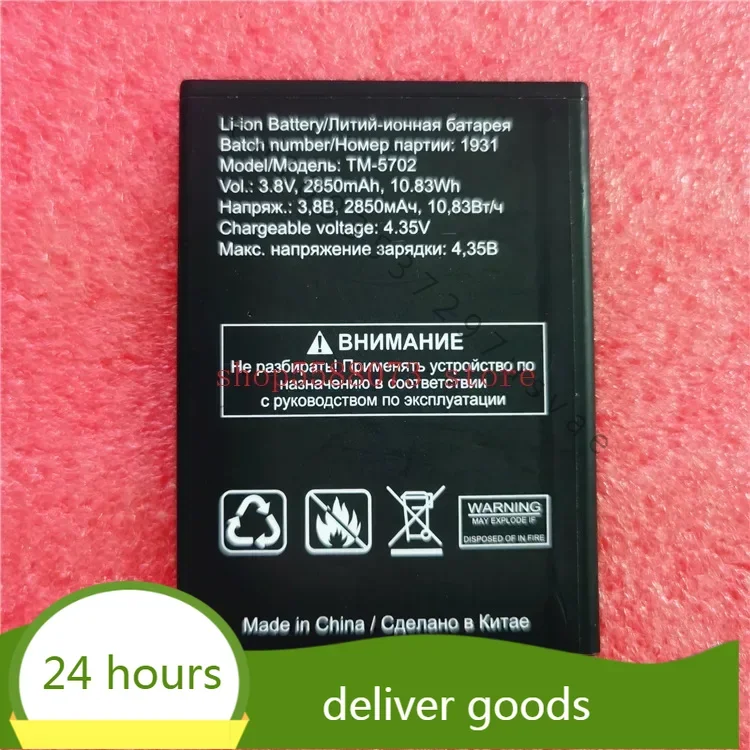 Li-ion Battery/Литий-ионная батарея
Batch number/Номер партии: 1931
Model/Модель: TM-5702
Vol.: 3.8V, 2850mAh, 10.83Wh
Напряж.: 3,8В, 2850мАч, 10,83Вт/ч
Chargeable voltage: 4.35V
Макс. напряжение зарядки: 4,35В
ВНИМАНИЕ
Не разбирать! Применять устройство по
назначению в соответствии
с руководством по эксплуатации
shop5588073 store
WARNING
MAY EXPLODE IF
DISPOSED OF IN FIRE
Made in China / Сделано в Китае
24 hours
deliver goods